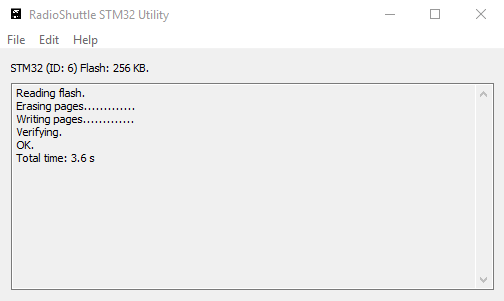 RadioShuttle STM32 Utility
File Edit Help
STM32 (ID: 6) Flash: 256 KB.
Reading flash.
Erasing pages.............
Writing pages.............
Verifying.
OK.
Total time: 3.6 s